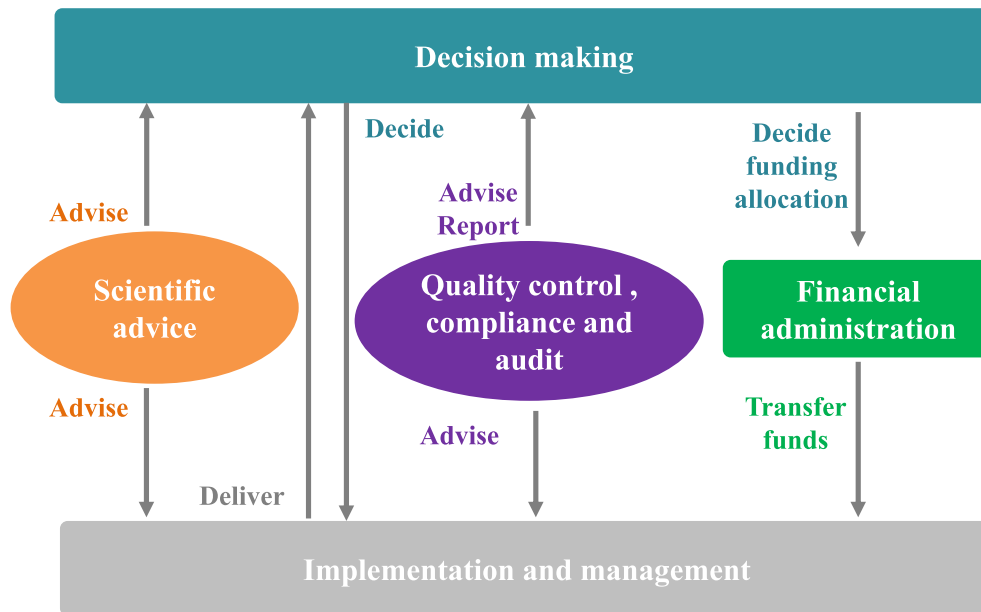 Decision making
Decide
Decide
funding
allocation
Advise
Report
Advise
Scientific
advice
Quality control ,
compliance and
audit
Financial
administration
Advise
Advise
Transfer
funds
Deliver
Implementation and management